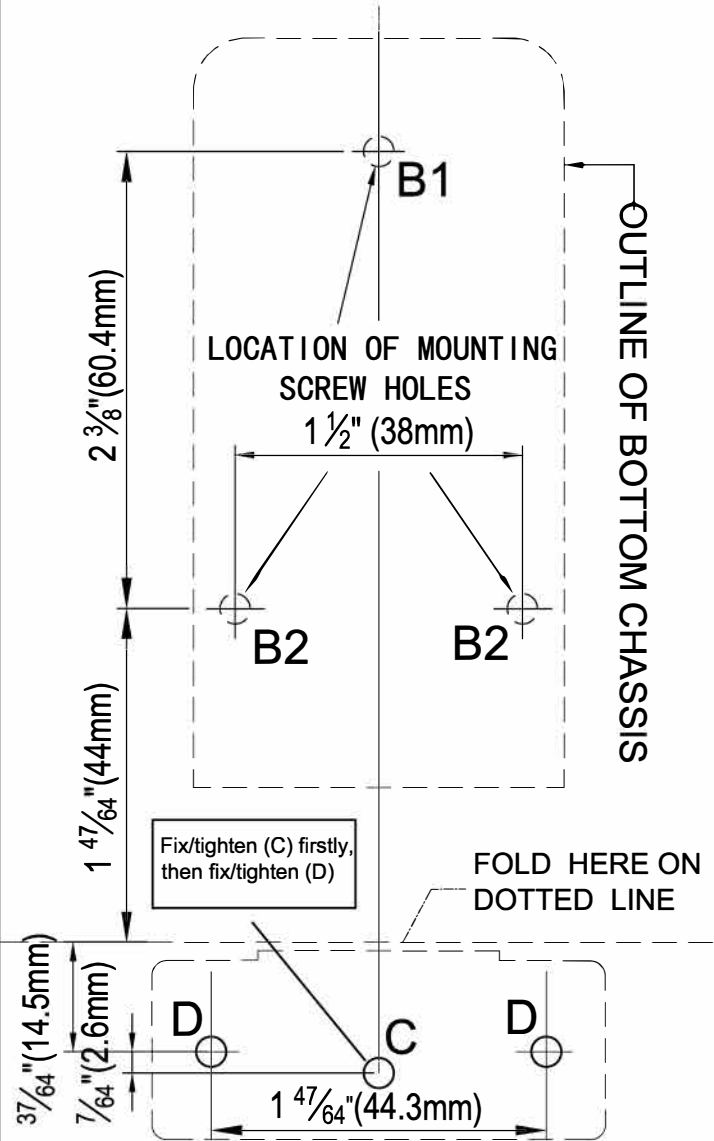 B1
OUTLINE OF BOTTOM CHASSIS
2 3/8"(60.4mm)
LOCATION OF MOUNTING
SCREW HOLES
1 1/2" (38mm)
B2
B2
1 47/64"(44mm)
Fix/tighten (C) firstly,
then fix/tighten (D)
FOLD HERE ON
DOTTED LINE
37/64"(14.5mm)
7/64"(2.6mm)
D
C
D
1 47/64"(44.3mm)